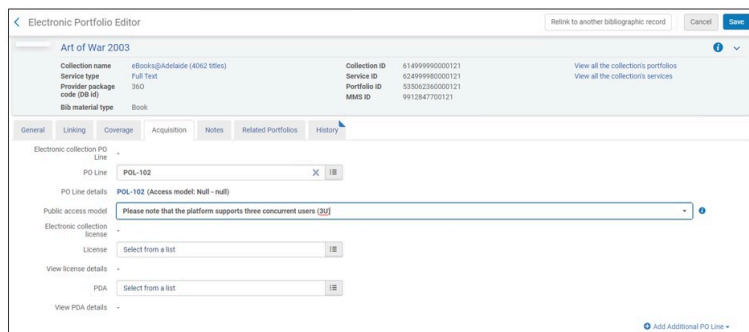 Electronic Portfolio Editor
Relink to another bibliographic record
Cancel
Save
Art of War 2003
Collection name eBooks@Adelaide (4062 titles) Collection ID 614999990000121 View all the collection's portfolios
Service type Full Text Service ID 624999980000121 View all the collection's services
Provider package code (DB id) 360 Portfolio ID 535062360000121
Bib material type Book MMS ID 9912847700121
General Linking Coverage Acquisition Notes Related Portfolios History
Electronic collection PO Line -
PO Line POL-102
PO Line details POL-102 (Access model: Null - null)
Public access model Please note that the platform supports three concurrent users (3U)
Electronic collection license -
License Select from a list
View license details -
PDA Select from a list
View PDA details -
Add Additional PO Line